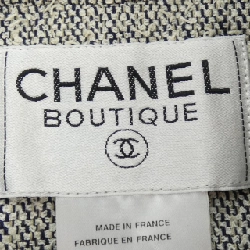 CHANEL
BOUTIQUE
MADE IN FRANCE
FABRIQUE EN FRANCE